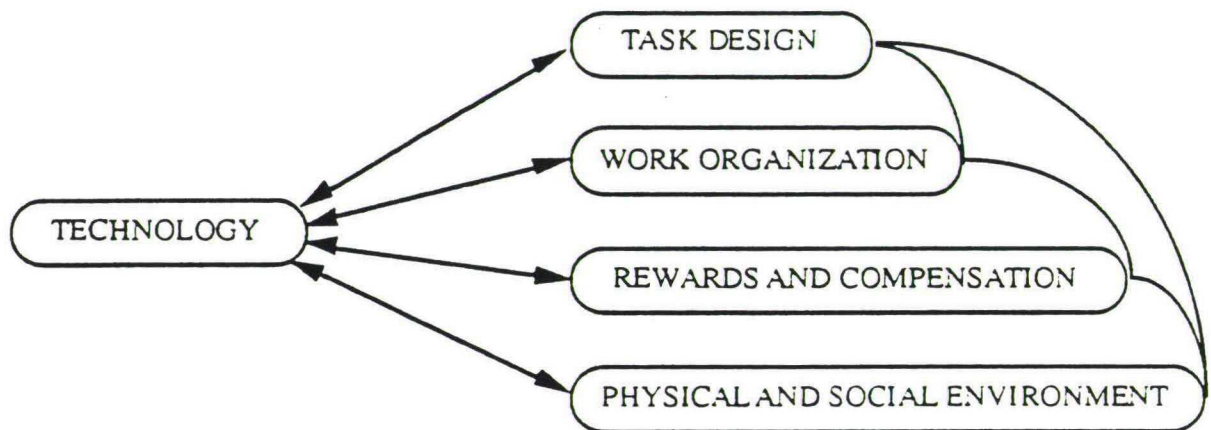 TASK DESIGN
WORK ORGANIZATION
TECHNOLOGY
REWARDS AND COMPENSATION
PHYSICAL AND SOCIAL ENVIRONMENT